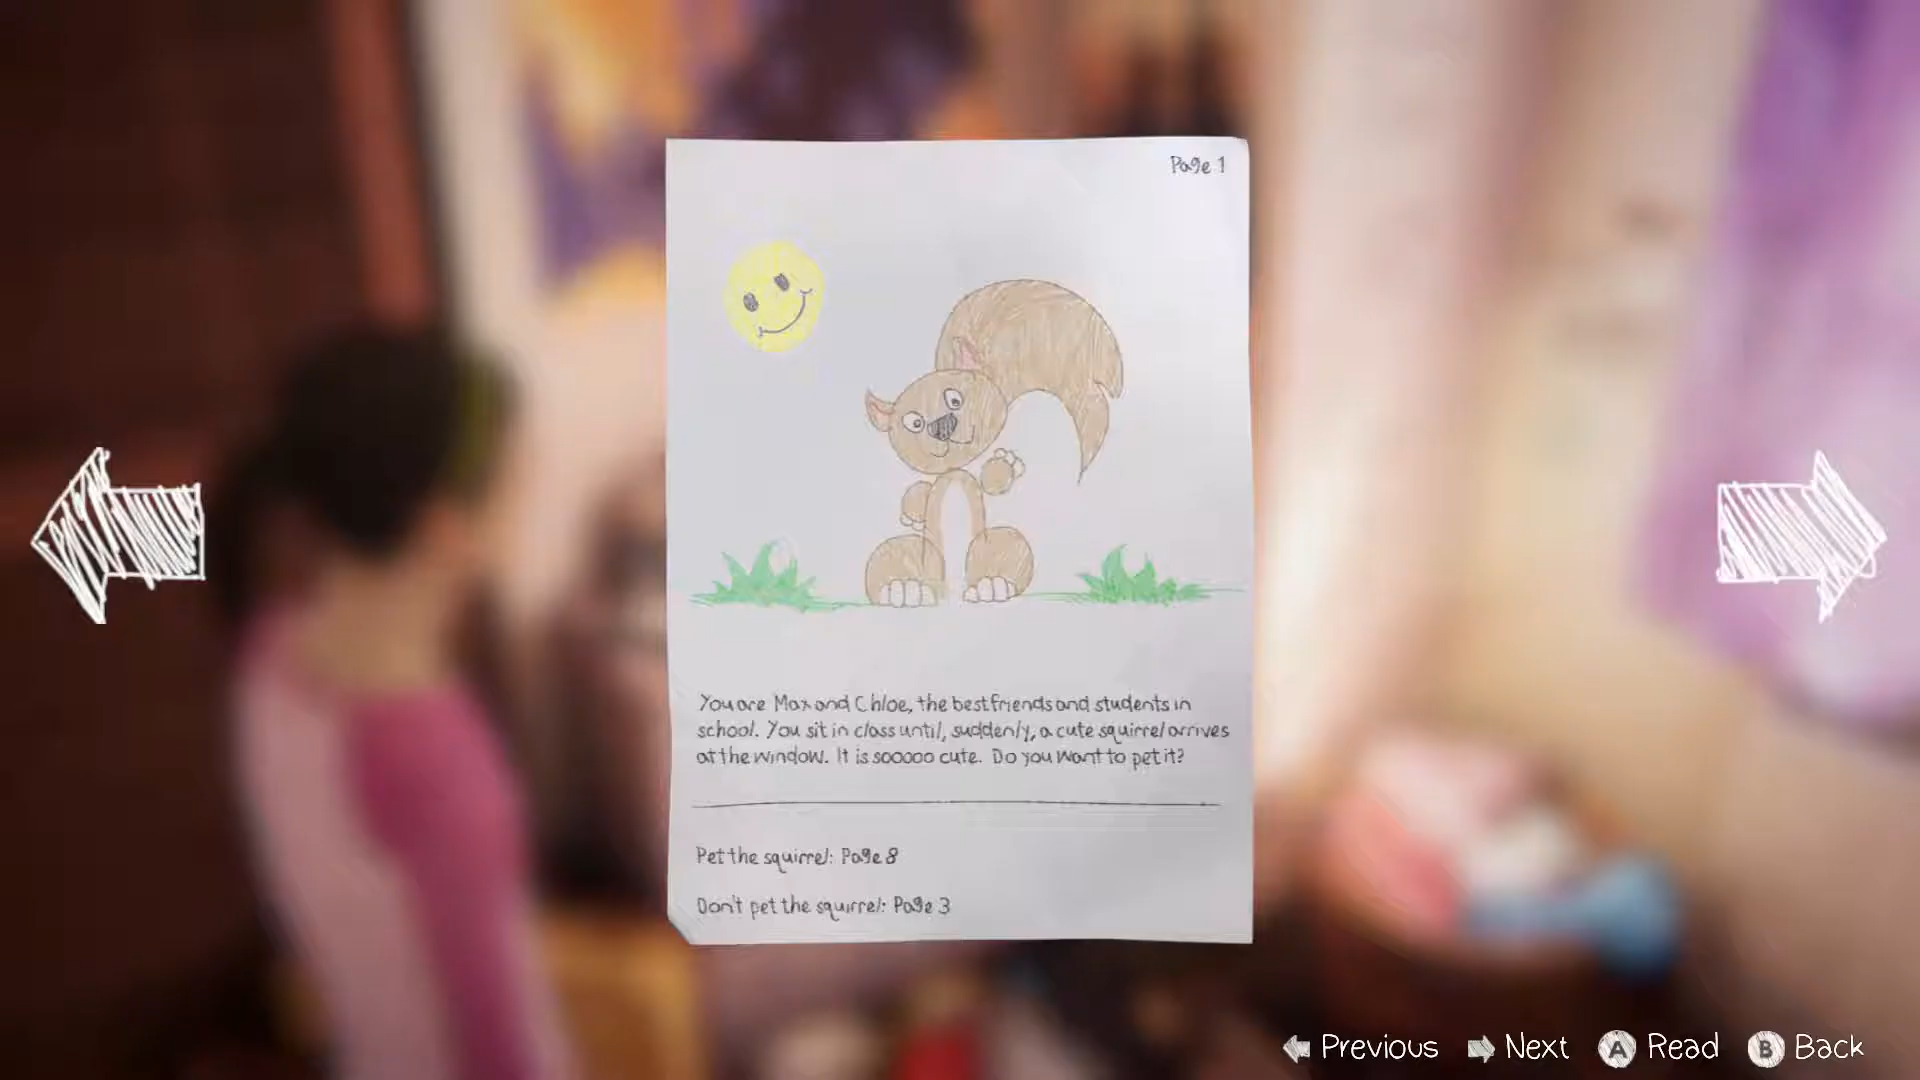 Page 1
You are Max and Chloe, the best friends and students in
school. You sit in class until, suddenly, a cute squirrel arrives
at the window. It is sooooo cute. Do you want to pet it?
Pet the squirrel: Page 8
Don't pet the squirrel: Page 3
Previous Next A Read B Back